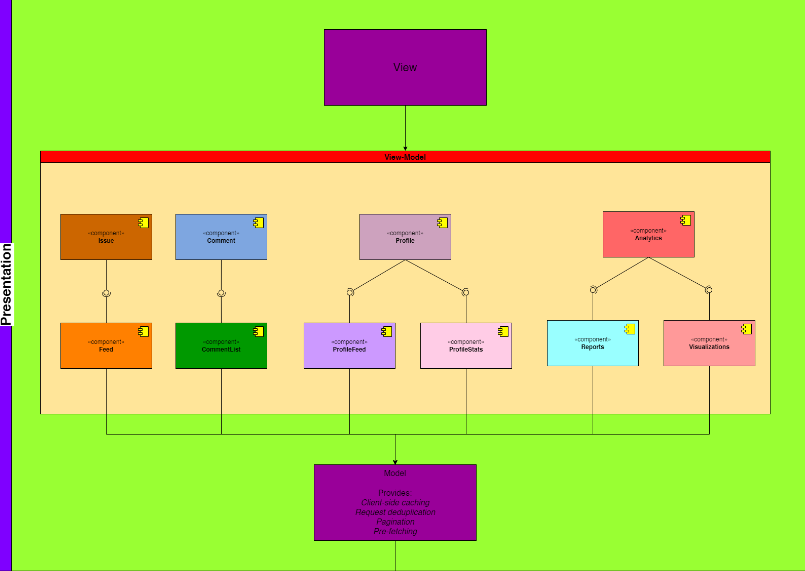 Presentation
View
View-Model
«component»
Issue
«component»
Comment
«component»
Profile
«component»
Analytics
«component»
Feed
«component»
CommentList
«component»
ProfileFeed
«component»
ProfileStats
«component»
Reports
«component»
Visualizations
Model
Provides:
Client-side caching
Request deduplication
Pagination
Pre-fetching